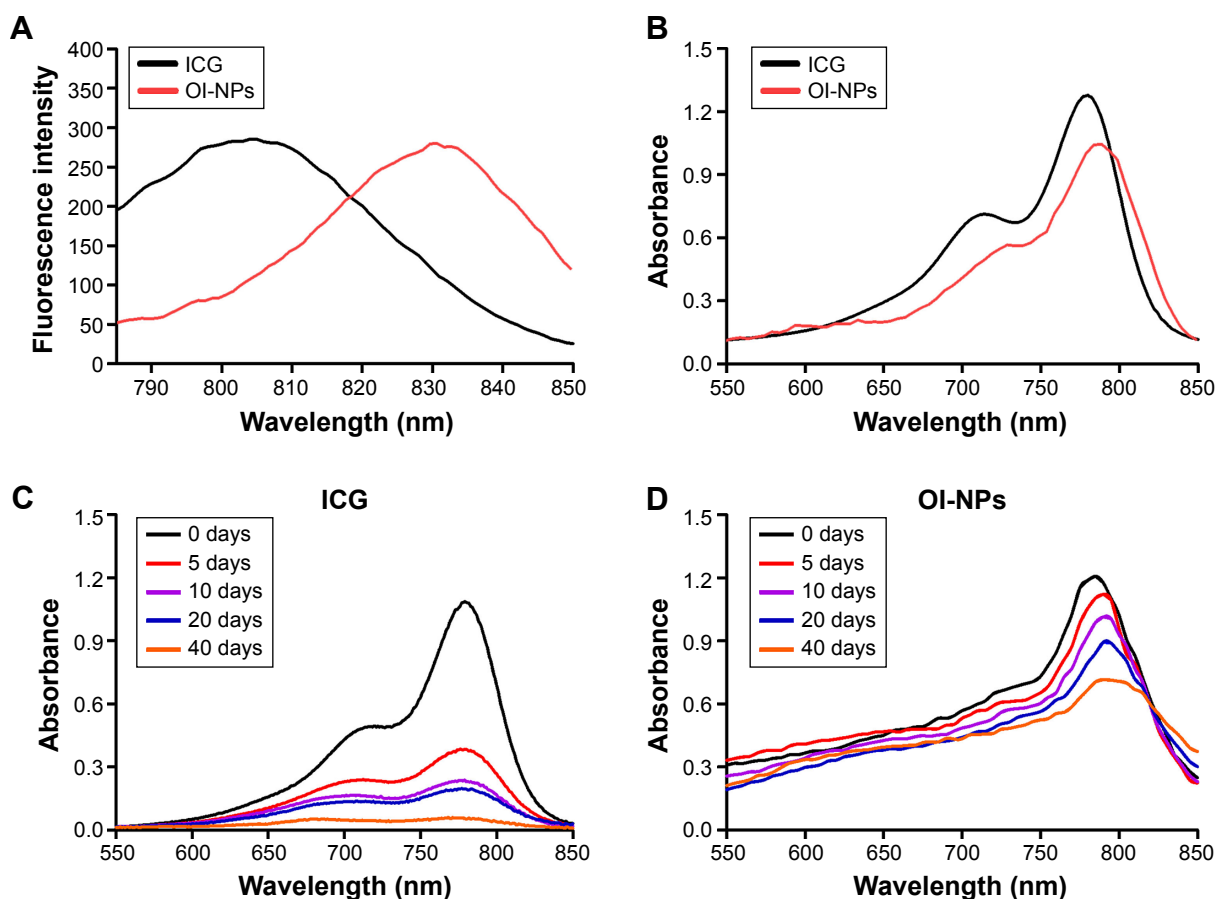 A
Fluorescence intensity
400
350
300
250
200
150
100
50
0
ICG
OI-NPs
790 800 810 820 830 840 850
Wavelength (nm)
B
Absorbance
1.5
1.2
0.9
0.6
0.3
0.0
ICG
OI-NPs
550 600 650 700 750 800 850
Wavelength (nm)
C
ICG
Absorbance
1.5
1.2
0.9
0.6
0.3
0.0
0 days
5 days
10 days
20 days
40 days
550 600 650 700 750 800 850
Wavelength (nm)
D
OI-NPs
Absorbance
1.5
1.2
0.9
0.6
0.3
0.0
0 days
5 days
10 days
20 days
40 days
550 600 650 700 750 800 850
Wavelength (nm)